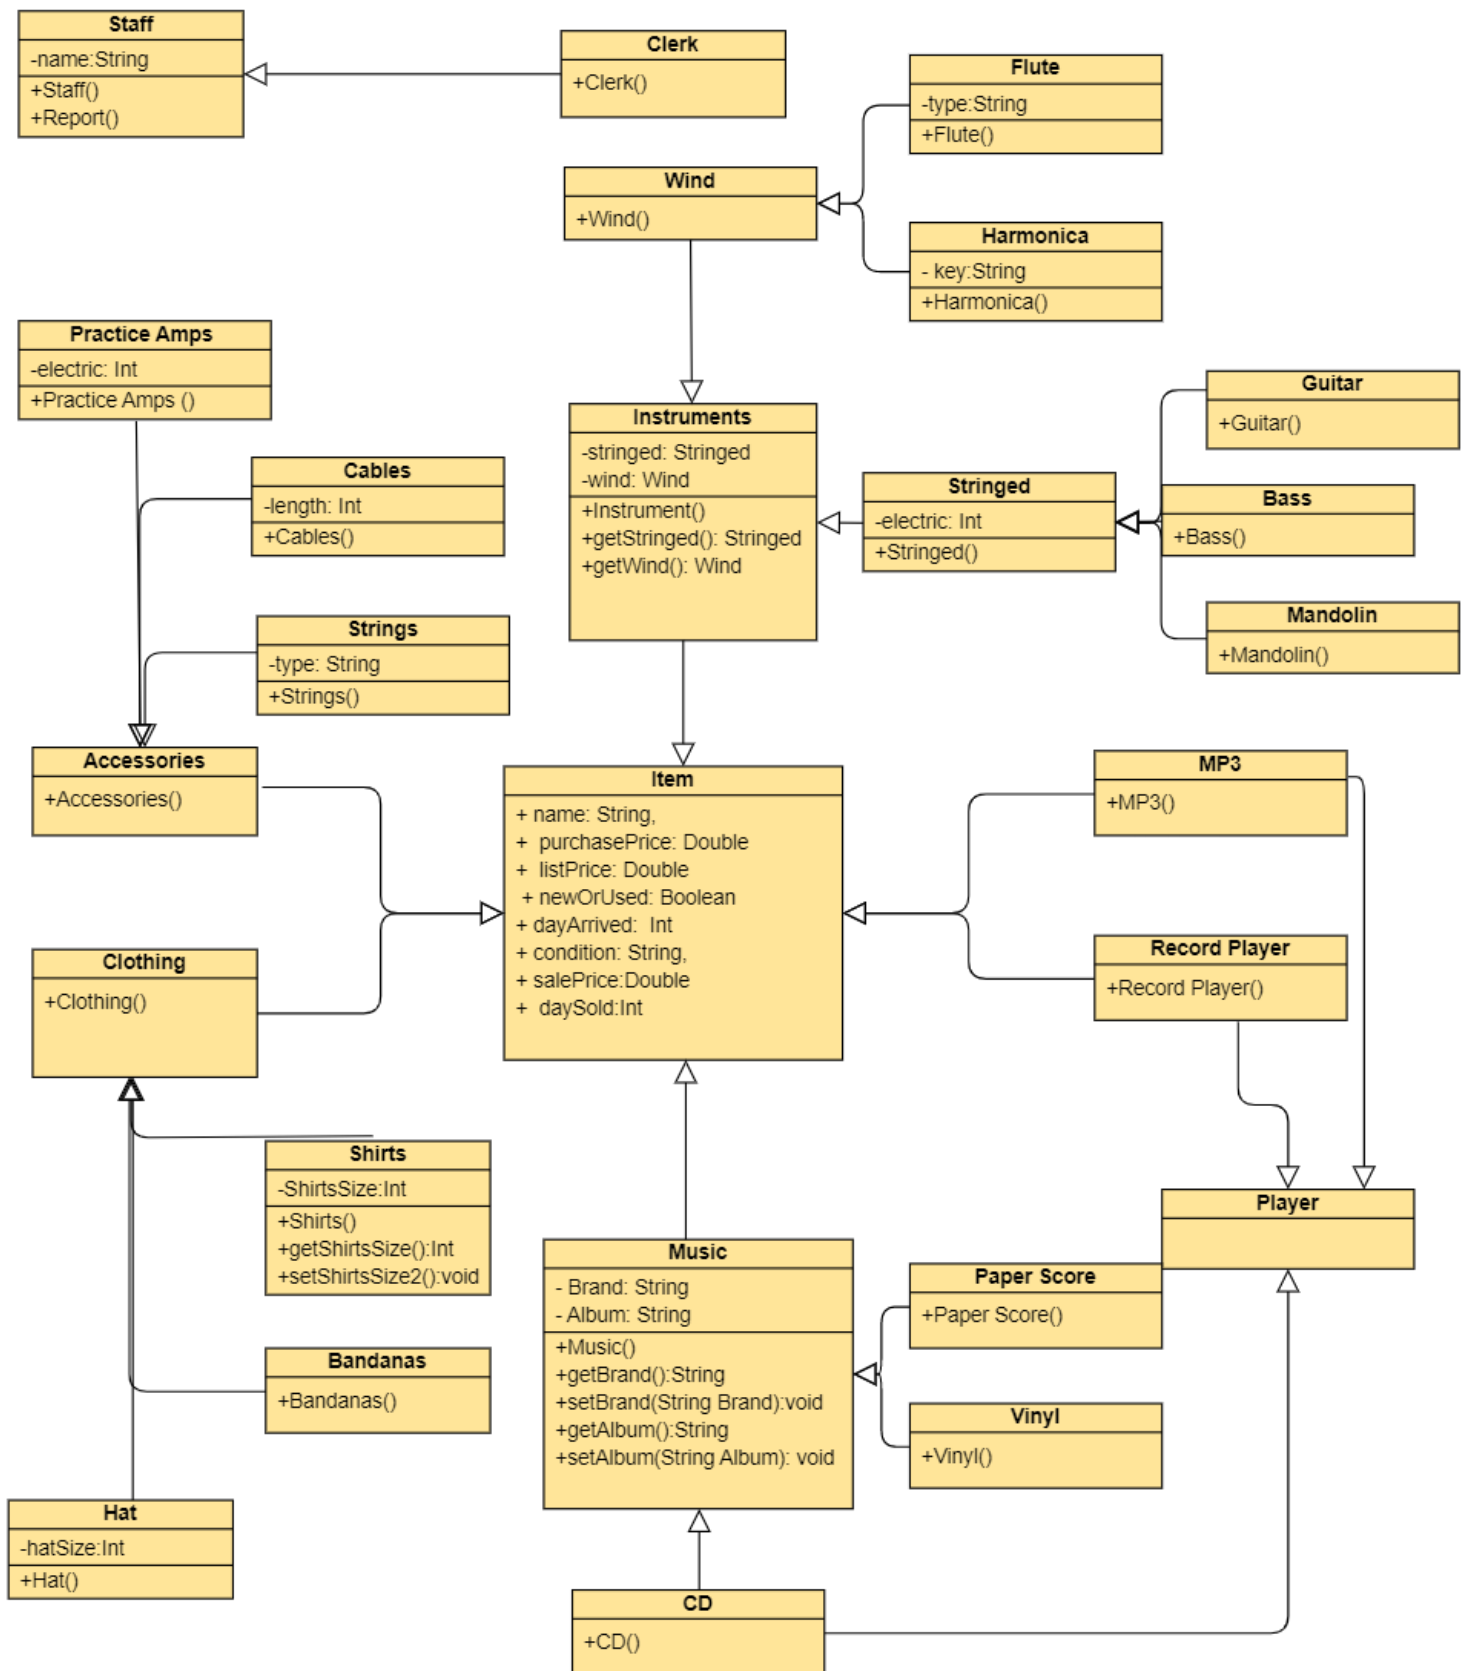 Staff
-name:String
+Staff()
+Report()
Clerk
+Clerk()
Flute
-type:String
+Flute()
Wind
+Wind()
Harmonica
- key:String
+Harmonica()
Practice Amps
-electric: Int
+Practice Amps ()
Cables
-length: Int
+Cables()
Strings
-type: String
+Strings()
Instruments
-stringed: Stringed
-wind: Wind
+Instrument()
+getStringed(): Stringed
+getWind(): Wind
Stringed
-electric: Int
+Stringed()
Guitar
+Guitar()
Bass
+Bass()
Mandolin
+Mandolin()
Accessories
+Accessories()
Item
+ name: String,
+ purchasePrice: Double
+ listPrice: Double
+ newOrUsed: Boolean
+ dayArrived: Int
+ condition: String,
+ salePrice:Double
+ daySold:Int
MP3
+MP3()
Record Player
+Record Player()
Clothing
+Clothing()
Shirts
-ShirtsSize:Int
+Shirts()
+getShirtsSize():Int
+setShirtsSize2():void
Bandanas
+Bandanas()
Hat
-hatSize:Int
+Hat()
Music
- Brand: String
- Album: String
+Music()
+getBrand():String
+setBrand(String Brand):void
+getAlbum():String
+setAlbum(String Album): void
Player
Paper Score
+Paper Score()
Vinyl
+Vinyl()
CD
+CD()